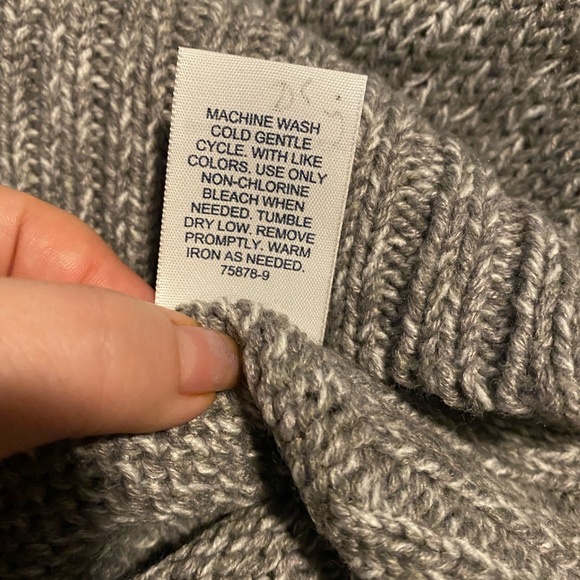 MACHINE WASH
COLD GENTLE
CYCLE. WITH LIKE
COLORS. USE ONLY
NON-CHLORINE
BLEACH WHEN
NEEDED. TUMBLE
DRY LOW. REMOVE
PROMPTLY. WARM
IRON AS NEEDED.
75878-9